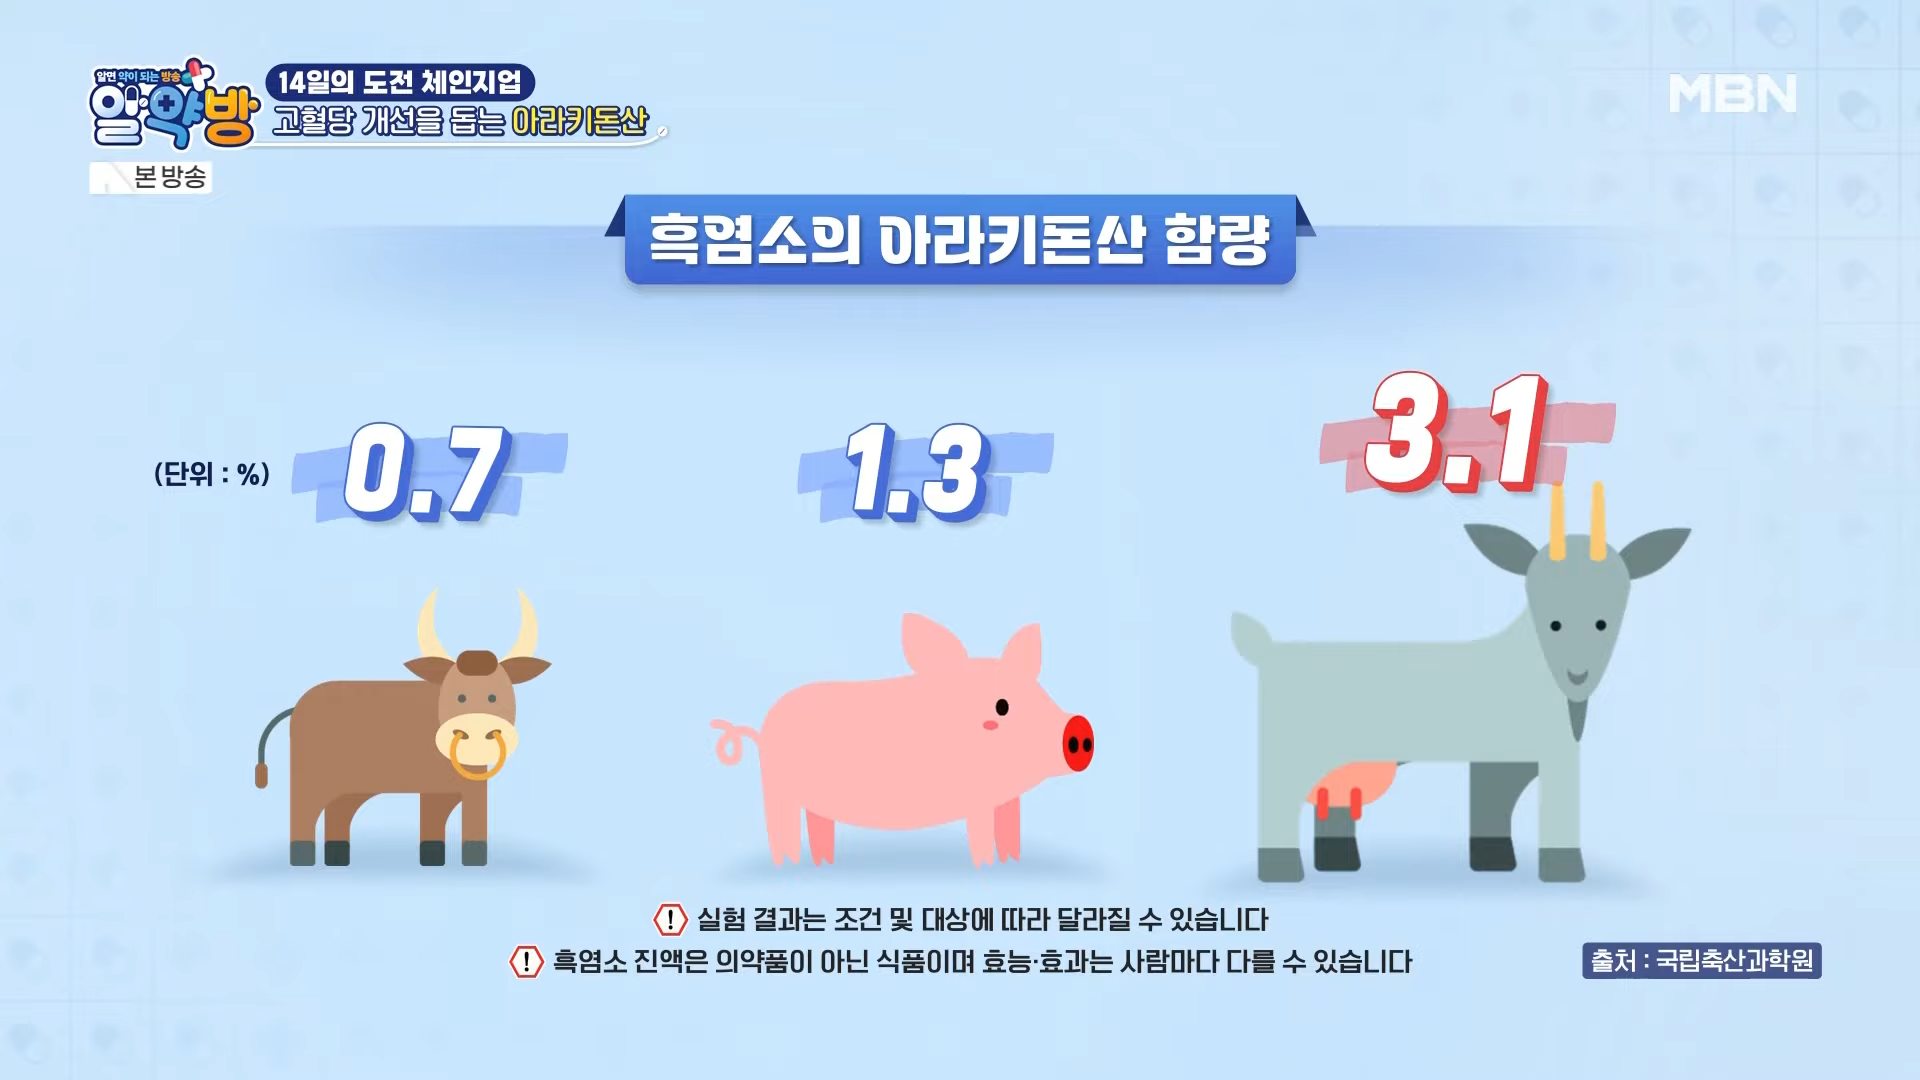 알면 약이 되는 방송
알약방
14일의 도전 체인지업
고혈당 개선을 돕는 아라키돈산
본 방송
MBN
흑염소의 아라키돈산 함량
(단위 : %)
0.7
1.3
3.1
! 실험 결과는 조건 및 대상에 따라 달라질 수 있습니다
! 흑염소 진액은 의약품이 아닌 식품이며 효능·효과는 사람마다 다를 수 있습니다
출처 : 국립축산과학원